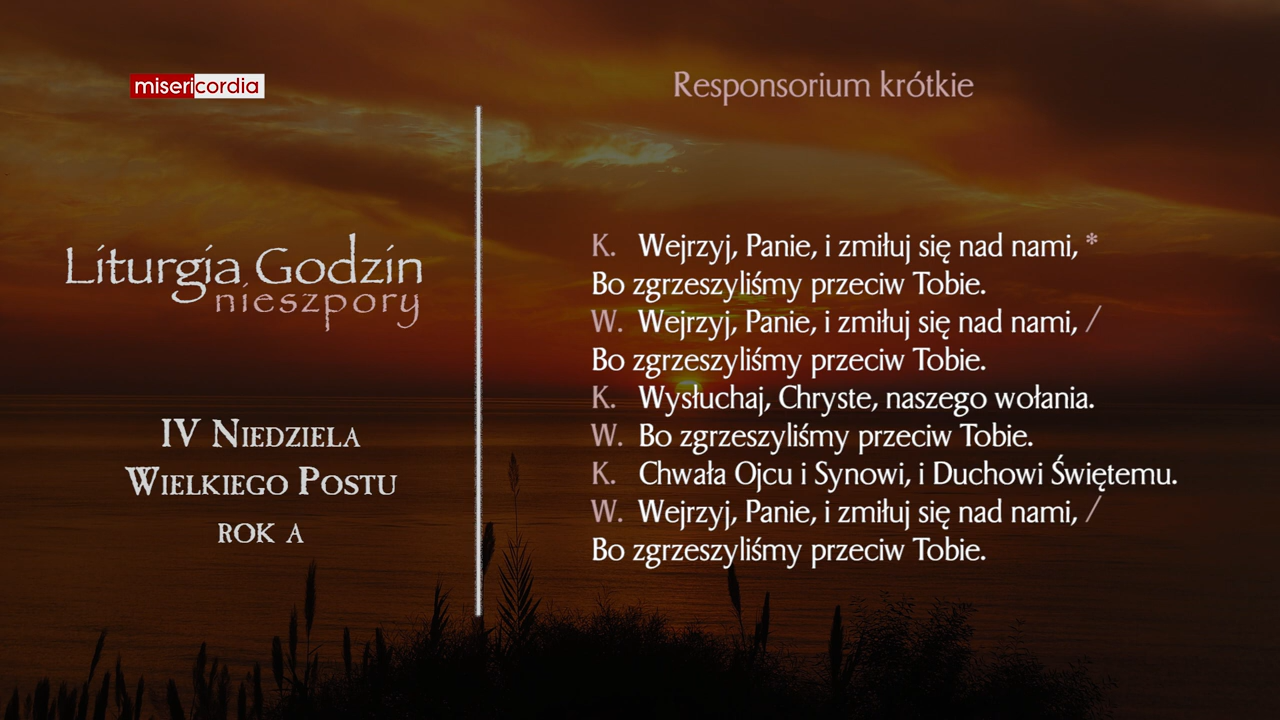 misericordia
Liturgia Godzin
nieszpory
IV Niedziela
Wielkiego Postu
rok A
Responsorium krótkie
K. Wejrzyj, Panie, i zmiłuj się nad nami, *
Bo zgrzeszyliśmy przeciw Tobie.
W. Wejrzyj, Panie, i zmiłuj się nad nami, /
Bo zgrzeszyliśmy przeciw Tobie.
K. Wysłuchaj, Chryste, naszego wołania.
W. Bo zgrzeszyliśmy przeciw Tobie.
K. Chwała Ojcu i Synowi, i Duchowi Świętemu.
W. Wejrzyj, Panie, i zmiłuj się nad nami, /
Bo zgrzeszyliśmy przeciw Tobie.